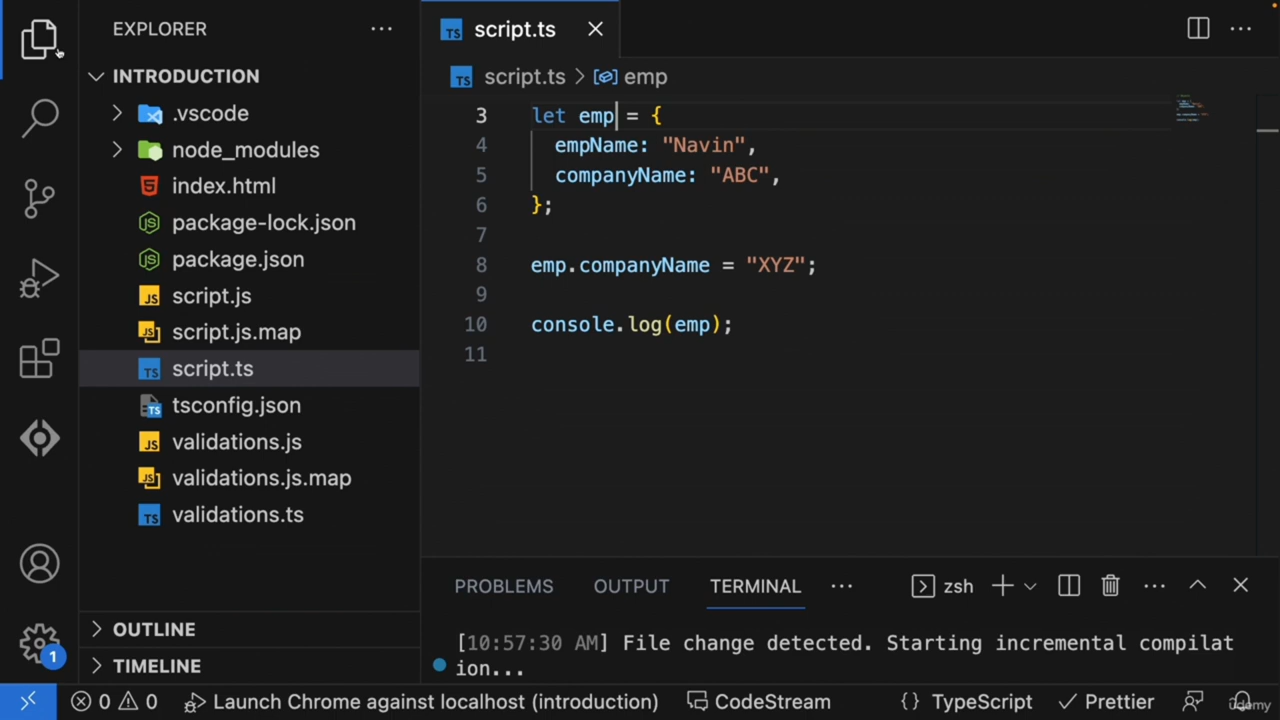 EXPLORER
INTRODUCTION
.vscode
node_modules
index.html
package-lock.json
package.json
script.js
script.js.map
script.ts
tsconfig.json
validations.js
validations.js.map
validations.ts
OUTLINE
TIMELINE
TS script.ts
TS script.ts > emp
3 let emp = {
4 empName: "Navin",
5 companyName: "ABC",
6 };
7
8 emp.companyName = "XYZ";
9
10 console.log(emp);
11
PROBLEMS OUTPUT TERMINAL ··· zsh
[10:57:30 AM] File change detected. Starting incremental compilat
ion...
1
0 0 Launch Chrome against localhost (introduction) CodeStream {} TypeScript Prettier
ûdemy